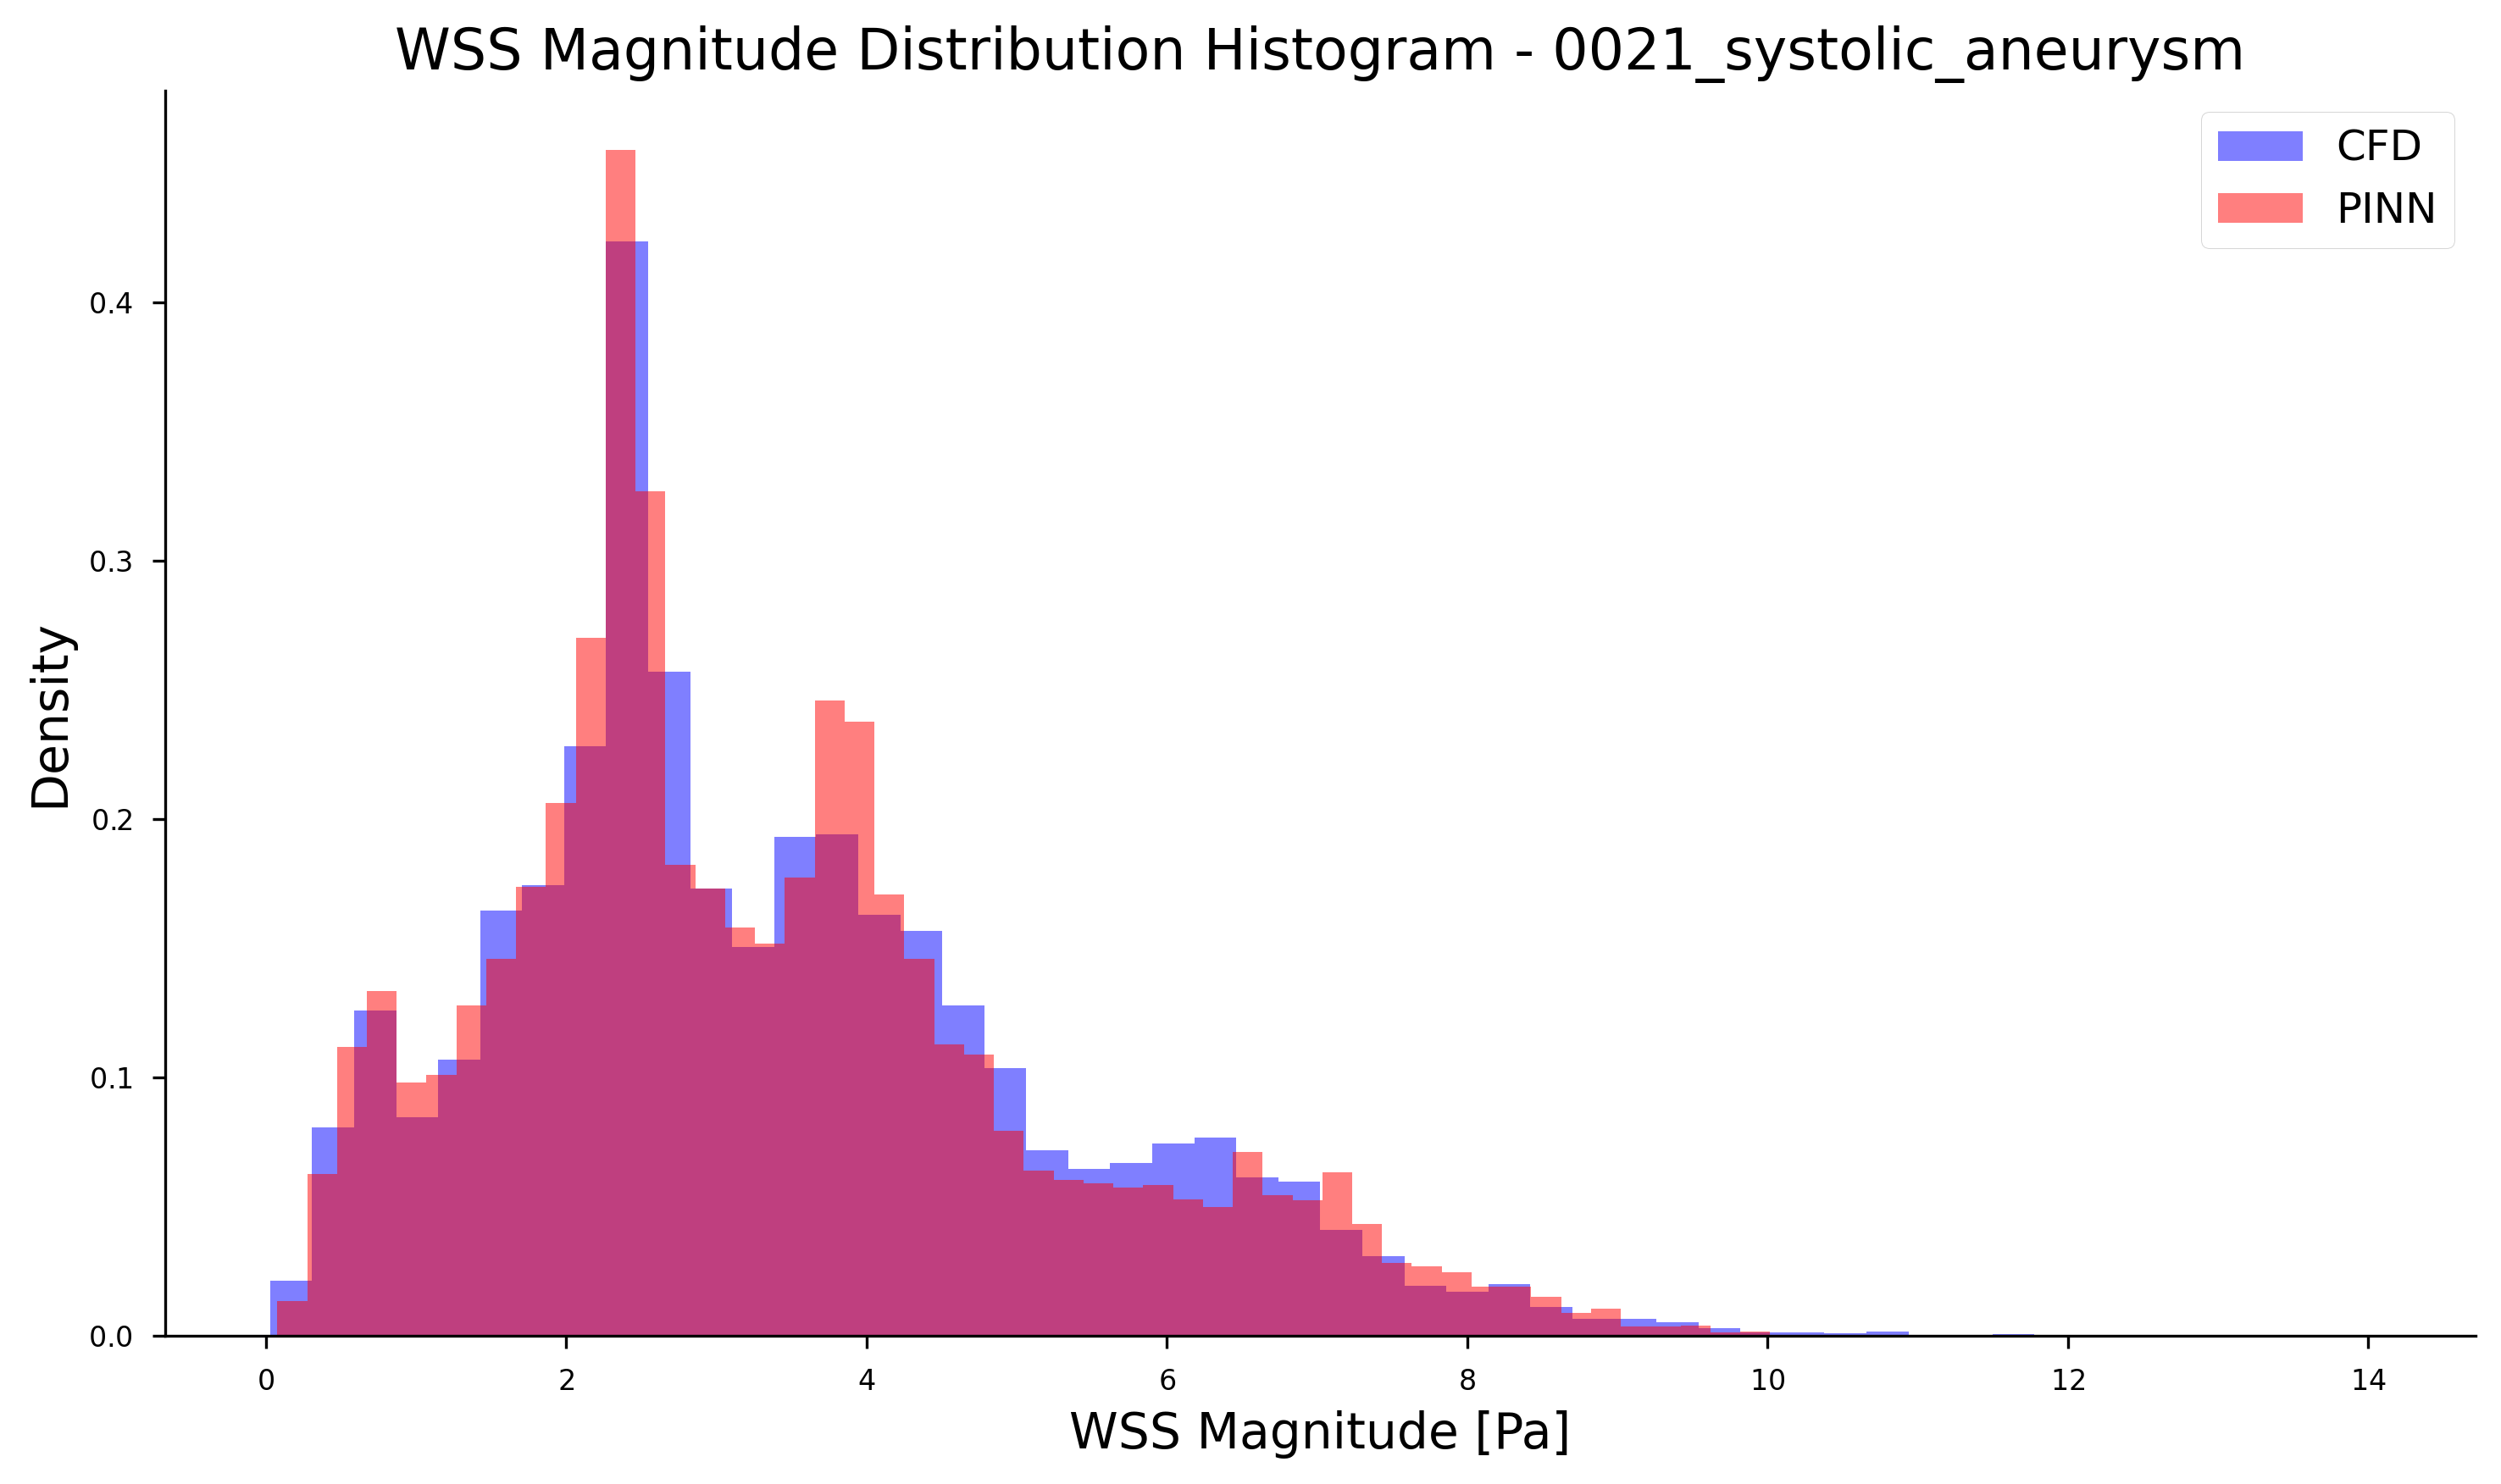 WSS Magnitude Distribution Histogram - 0021_systolic_aneurysm
CFD
PINN
Density
0.4
0.3
0.2
0.1
0.0
0 2 4 6 8 10 12 14
WSS Magnitude [Pa]